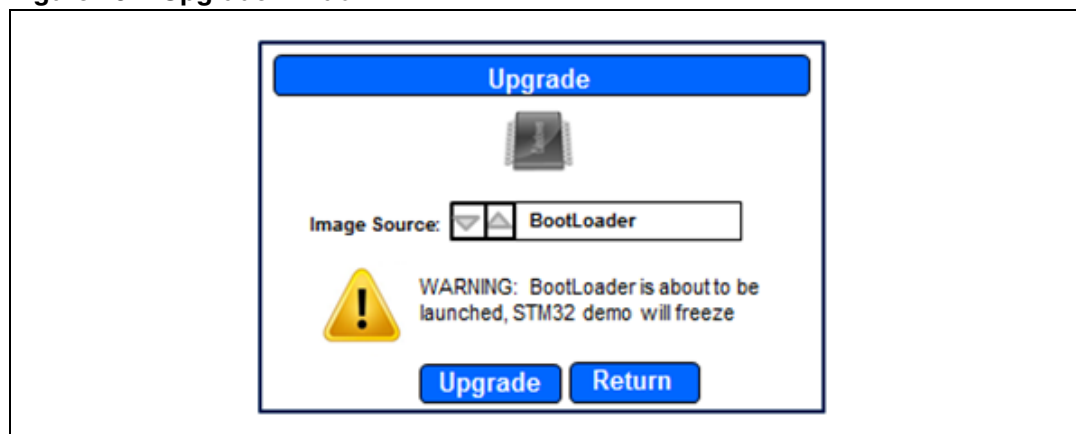 Upgrade
Image Source: BootLoader
WARNING: BootLoader is about to be
launched, STM32 demo will freeze
Upgrade Return